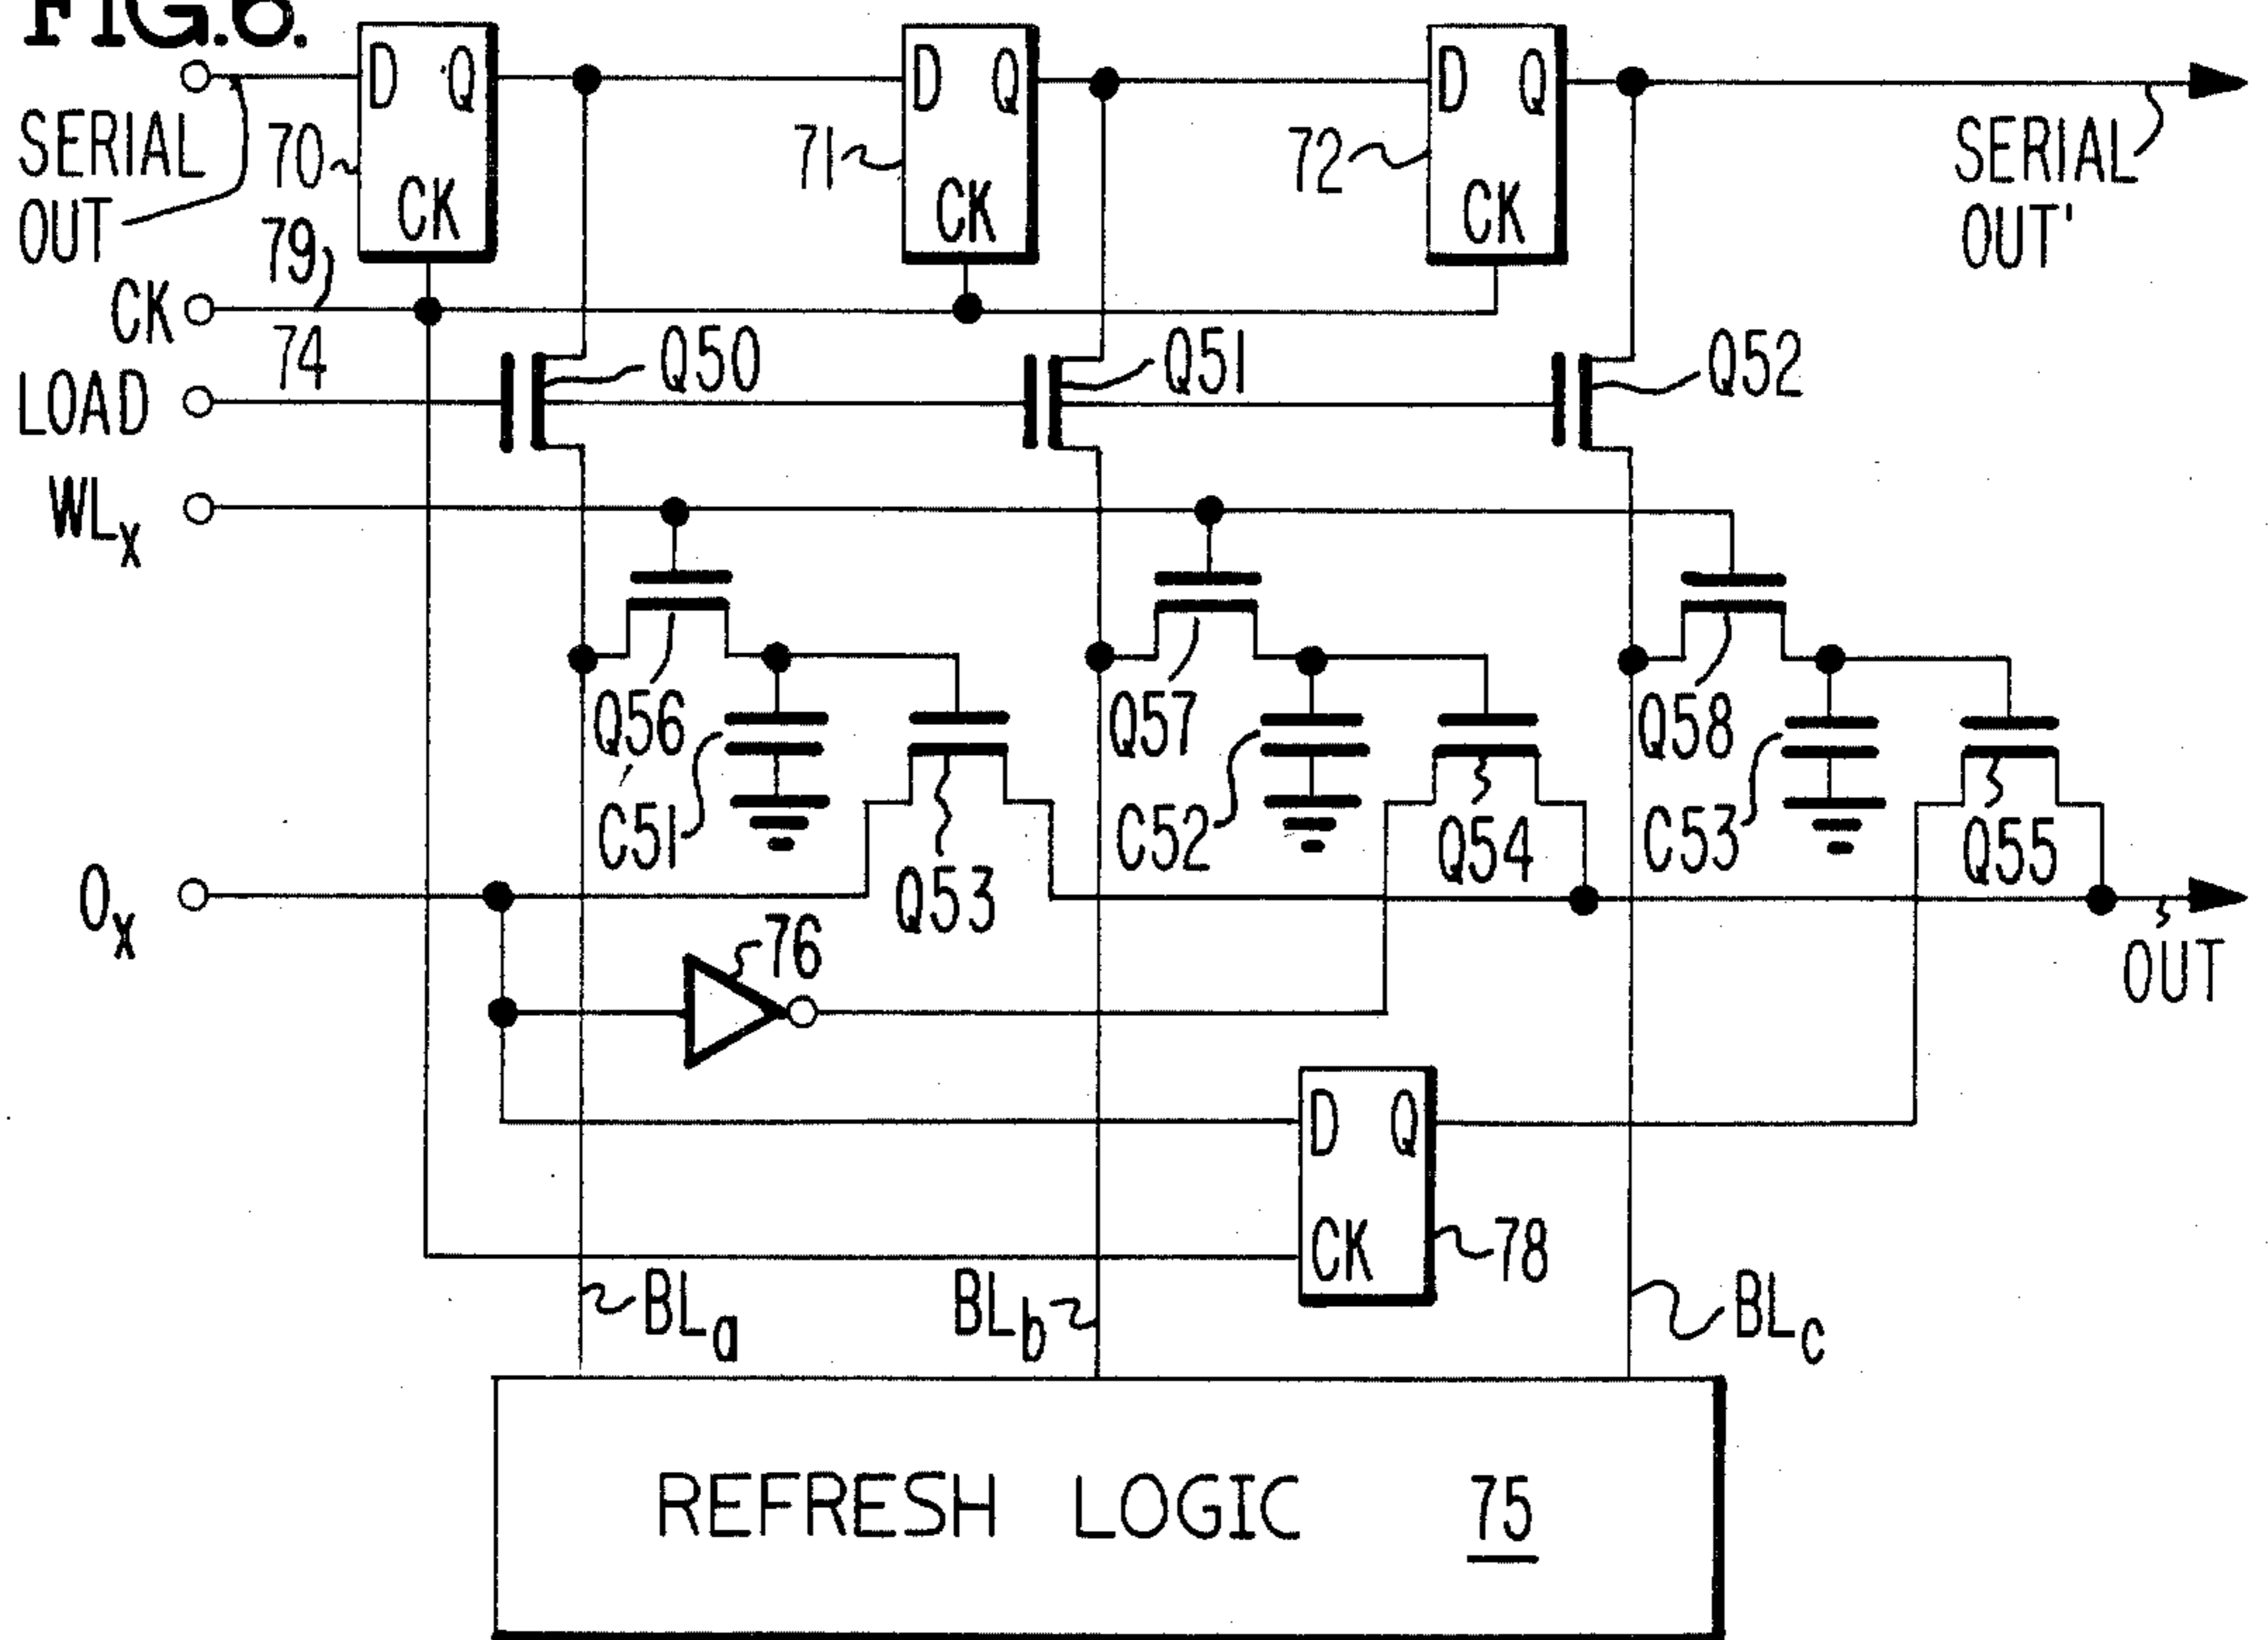 FIG.6.
D Q
D Q
D Q
SERIAL
OUT
70
CK
71
CK
72
CK
SERIAL
OUT'
79
CK
74
LOAD
Q50
Q51
Q52
WLx
Q56
Q57
Q58
C51
Q53
C52
Q54
C53
Q55
Ox
76
OUT
D Q
CK
78
BLa
BLb
BLc
REFRESH LOGIC 75